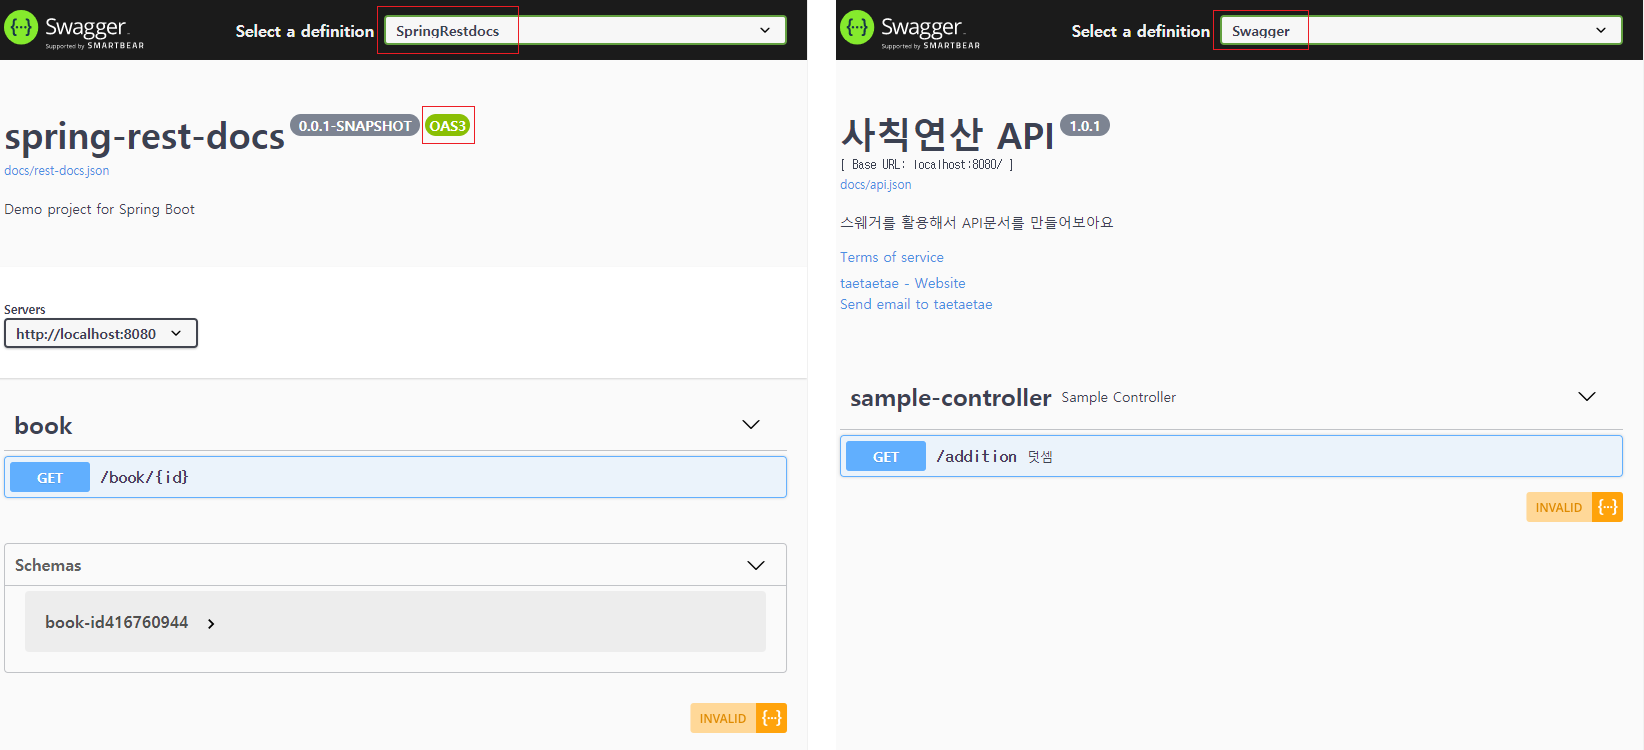 Swagger
Supported by SMARTBEAR
Select a definition
SpringRestdocs
spring-rest-docs
0.0.1-SNAPSHOT
OAS3
docs/rest-docs.json
Demo project for Spring Boot
Servers
http://localhost:8080
book
GET /book/{id}
Schemas
book-id416760944
INVALID {...}
Swagger
Supported by SMARTBEAR
Select a definition
Swagger
사칙연산 API
1.0.1
[ Base URL: localhost:8080/ ]
docs/api.json
스웨거를 활용해서 API문서를 만들어보아요
Terms of service
taetaetae - Website
Send email to taetaetae
sample-controller Sample Controller
GET /addition 덧셈
INVALID {...}